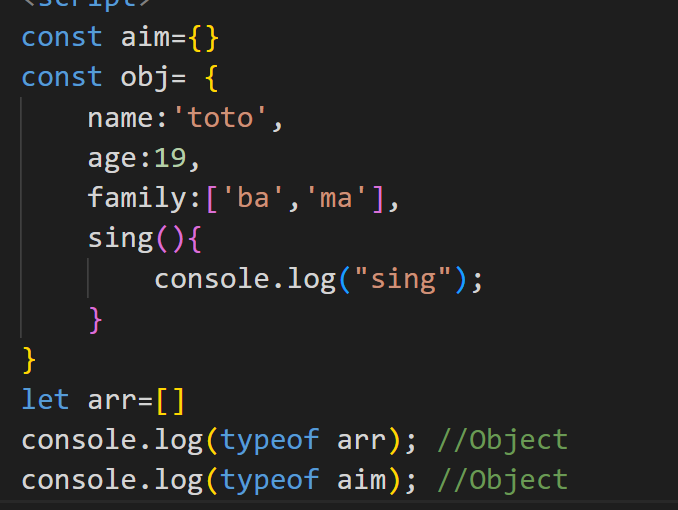 <script>
const aim={}
const obj= {
    name:'toto',
    age:19,
    family:['ba','ma'],
    sing(){
        console.log("sing");
    }
}
let arr=[]
console.log(typeof arr); //Object
console.log(typeof aim); //Object